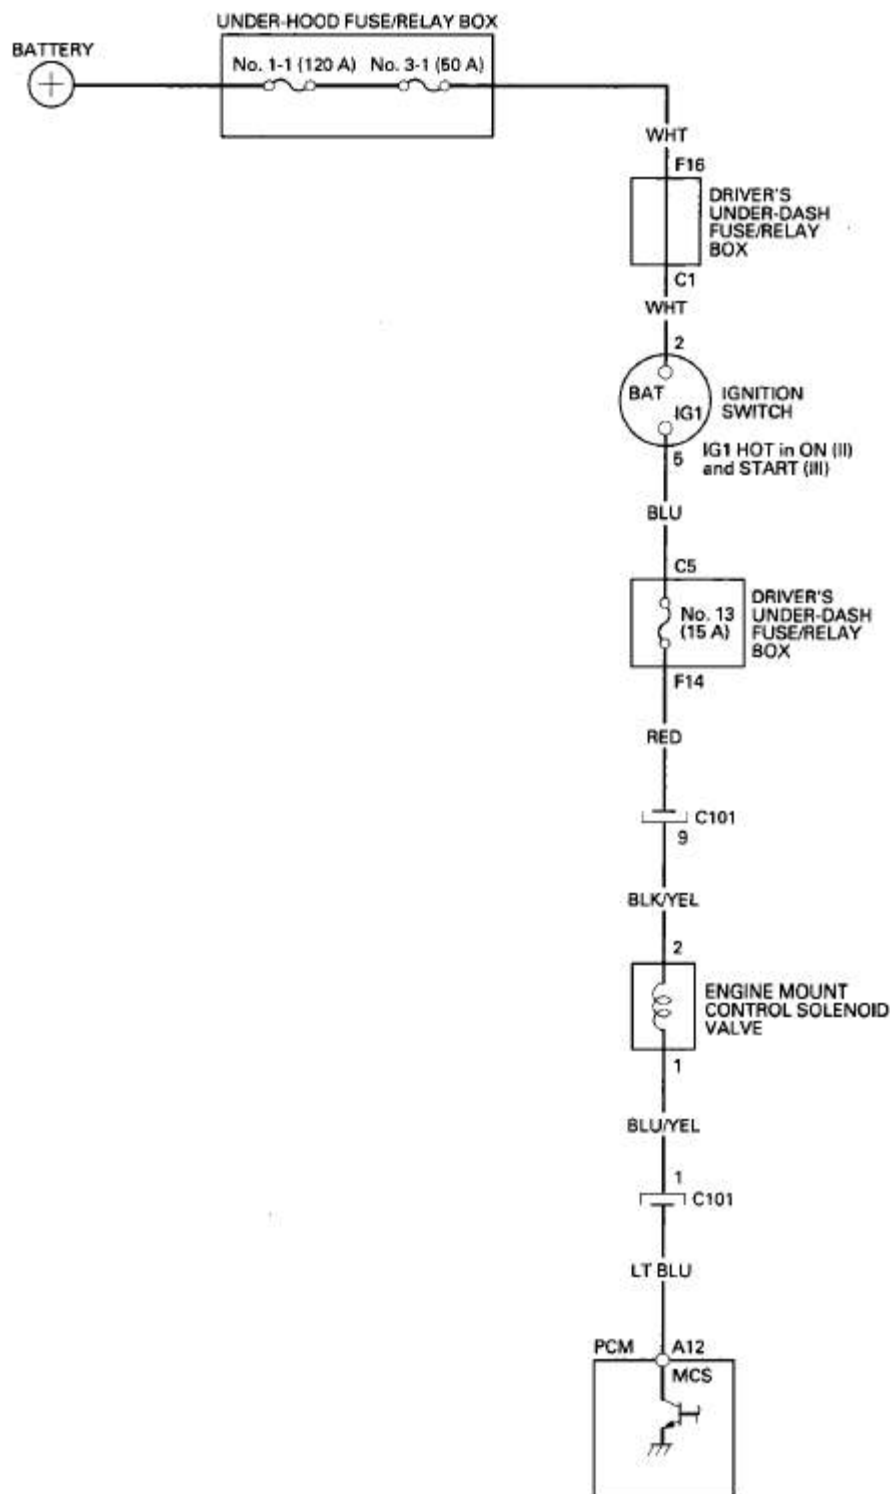 UNDER-HOOD FUSE/RELAY BOX
BATTERY
No. 1-1 (120 A) No. 3-1 (50 A)
WHT
F16
DRIVER'S
UNDER-DASH
FUSE/RELAY
BOX
C1
WHT
2
BAT
IG1
IGNITION
SWITCH
5
IG1 HOT in ON (II)
and START (III)
BLU
C5
No. 13
(15 A)
DRIVER'S
UNDER-DASH
FUSE/RELAY
BOX
F14
RED
C101
9
BLK/YEL
2
ENGINE MOUNT
CONTROL SOLENOID
VALVE
1
BLU/YEL
1
C101
LT BLU
PCM
A12
MCS